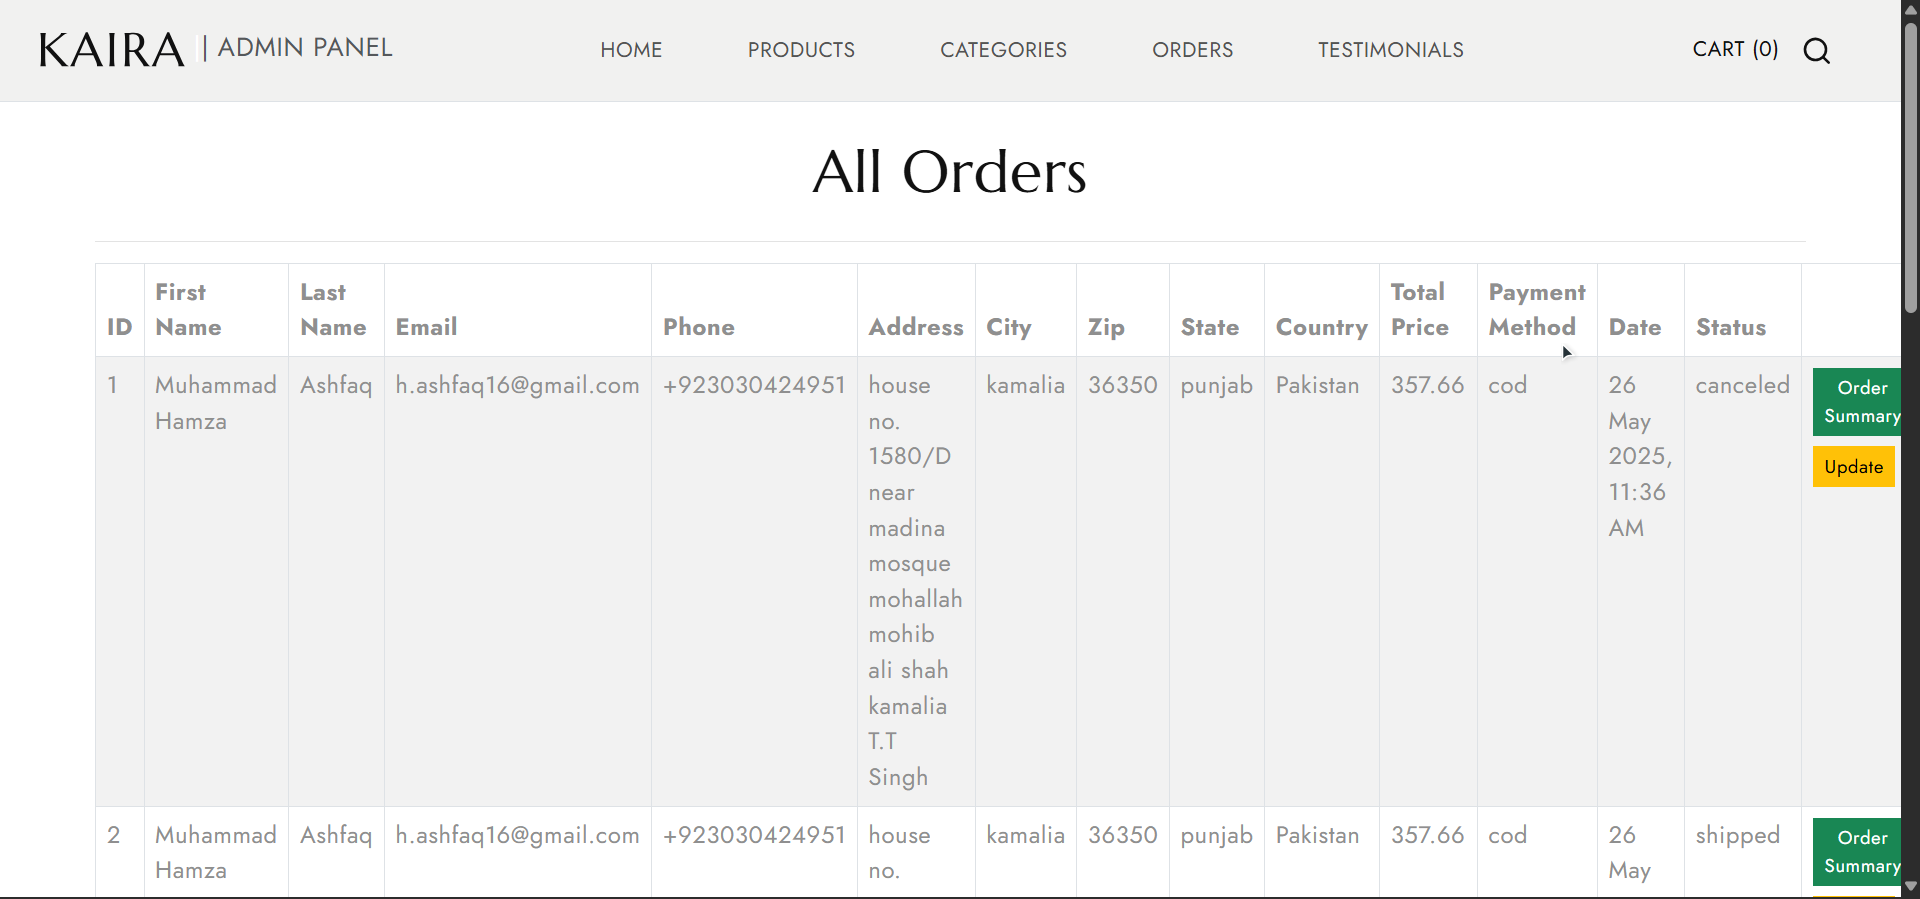 KAIRA | ADMIN PANEL HOME PRODUCTS CATEGORIES ORDERS TESTIMONIALS CART (0)
All Orders
ID First Name Last Name Email Phone Address City Zip State Country Total Price Payment Method Date Status
1 Muhammad Ashfaq h.ashfaq16@gmail.com +923030424951 house kamalia 36350 punjab Pakistan 357.66 cod 26 canceled Order
Hamza no. May Summary
1580/D 2025, Update
near 11:36
madina AM
mosque
mohallah
mohib
ali shah
kamalia
T.T
Singh
2 Muhammad Ashfaq h.ashfaq16@gmail.com +923030424951 house kamalia 36350 punjab Pakistan 357.66 cod 26 shipped Order
Hamza no. May Summary